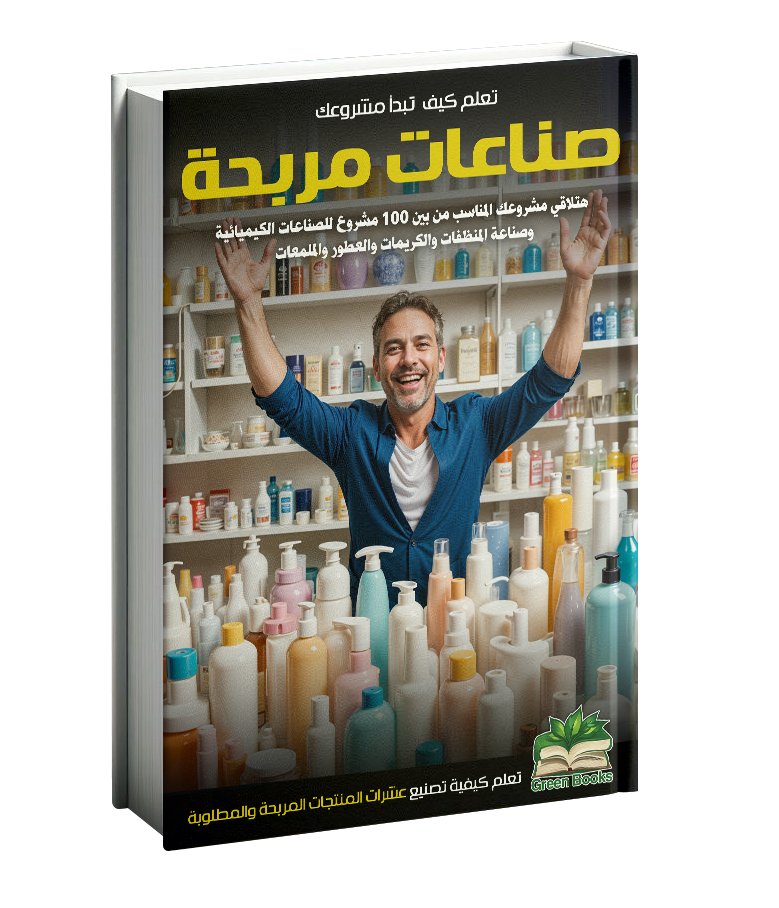 تعلم كيف تبدأ مشروعك
صناعات مربحة
هتلاقي مشروعك المناسب من بين 100 مشروع للصناعات الكيميائية
وصناعة المنظفات والكريمات والعطور والملمعات
Green Books
تعلم كيفية تصنيع عشرات المنتجات المربحة والمطلوبة